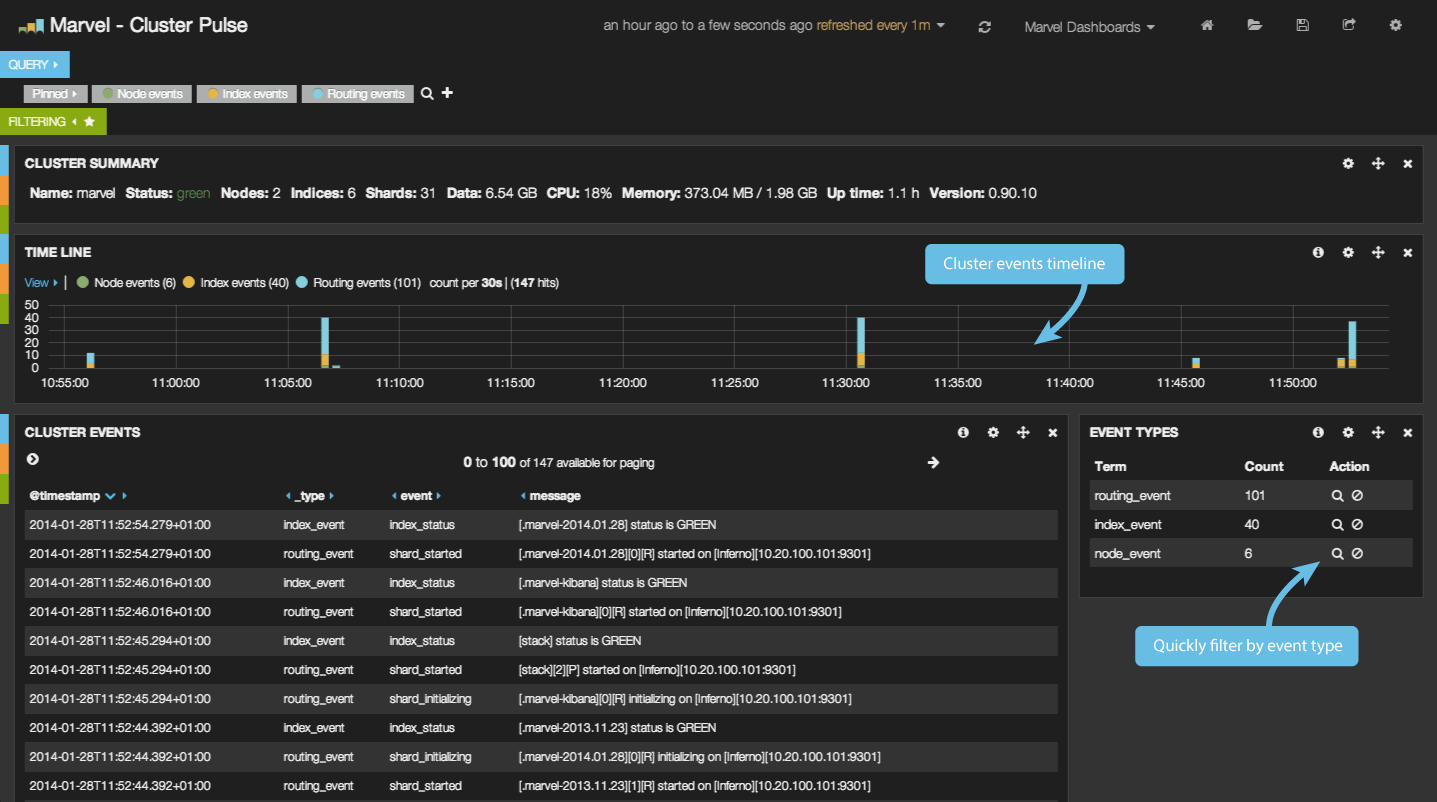 Marvel - Cluster Pulse
an hour ago to a few seconds ago refreshed every 1m
Marvel Dashboards
QUERY
Pinned Node events Index events Routing events
FILTERING
CLUSTER SUMMARY
Name: marvel Status: green Nodes: 2 Indices: 6 Shards: 31 Data: 6.54 GB CPU: 18% Memory: 373.04 MB / 1.98 GB Up time: 1.1 h Version: 0.90.10
TIME LINE
Cluster events timeline
View | Node events (6) Index events (40) Routing events (101) count per 30s | (147 hits)
50
40
30
20
10
0
10:55:00 11:00:00 11:05:00 11:10:00 11:15:00 11:20:00 11:25:00 11:30:00 11:35:00 11:40:00 11:45:00 11:50:00
CLUSTER EVENTS
0 to 100 of 147 available for paging
@timestamp _type event message
2014-01-28T11:52:54.279+01:00 index_event index_status [.marvel-2014.01.28] status is GREEN
2014-01-28T11:52:54.279+01:00 routing_event shard_started [.marvel-2014.01.28][0][R] started on [Inferno][10.20.100.101:9301]
2014-01-28T11:52:46.016+01:00 index_event index_status [.marvel-kibana] status is GREEN
2014-01-28T11:52:46.016+01:00 routing_event shard_started [.marvel-kibana][0][R] started on [Inferno][10.20.100.101:9301]
2014-01-28T11:52:45.294+01:00 index_event index_status [stack] status is GREEN
2014-01-28T11:52:45.294+01:00 routing_event shard_started [stack][2][P] started on [Inferno][10.20.100.101:9301]
2014-01-28T11:52:45.294+01:00 routing_event shard_initializing [.marvel-kibana][0][R] initializing on [Inferno][10.20.100.101:9301]
2014-01-28T11:52:44.392+01:00 index_event index_status [.marvel-2013.11.23] status is GREEN
2014-01-28T11:52:44.392+01:00 routing_event shard_initializing [.marvel-2014.01.28][0][R] initializing on [Inferno][10.20.100.101:9301]
2014-01-28T11:52:44.392+01:00 routing_event shard_started [.marvel-2013.11.23][1][R] started on [Inferno][10.20.100.101:9301]
EVENT TYPES
Term Count Action
routing_event 101
index_event 40
node_event 6
Quickly filter by event type